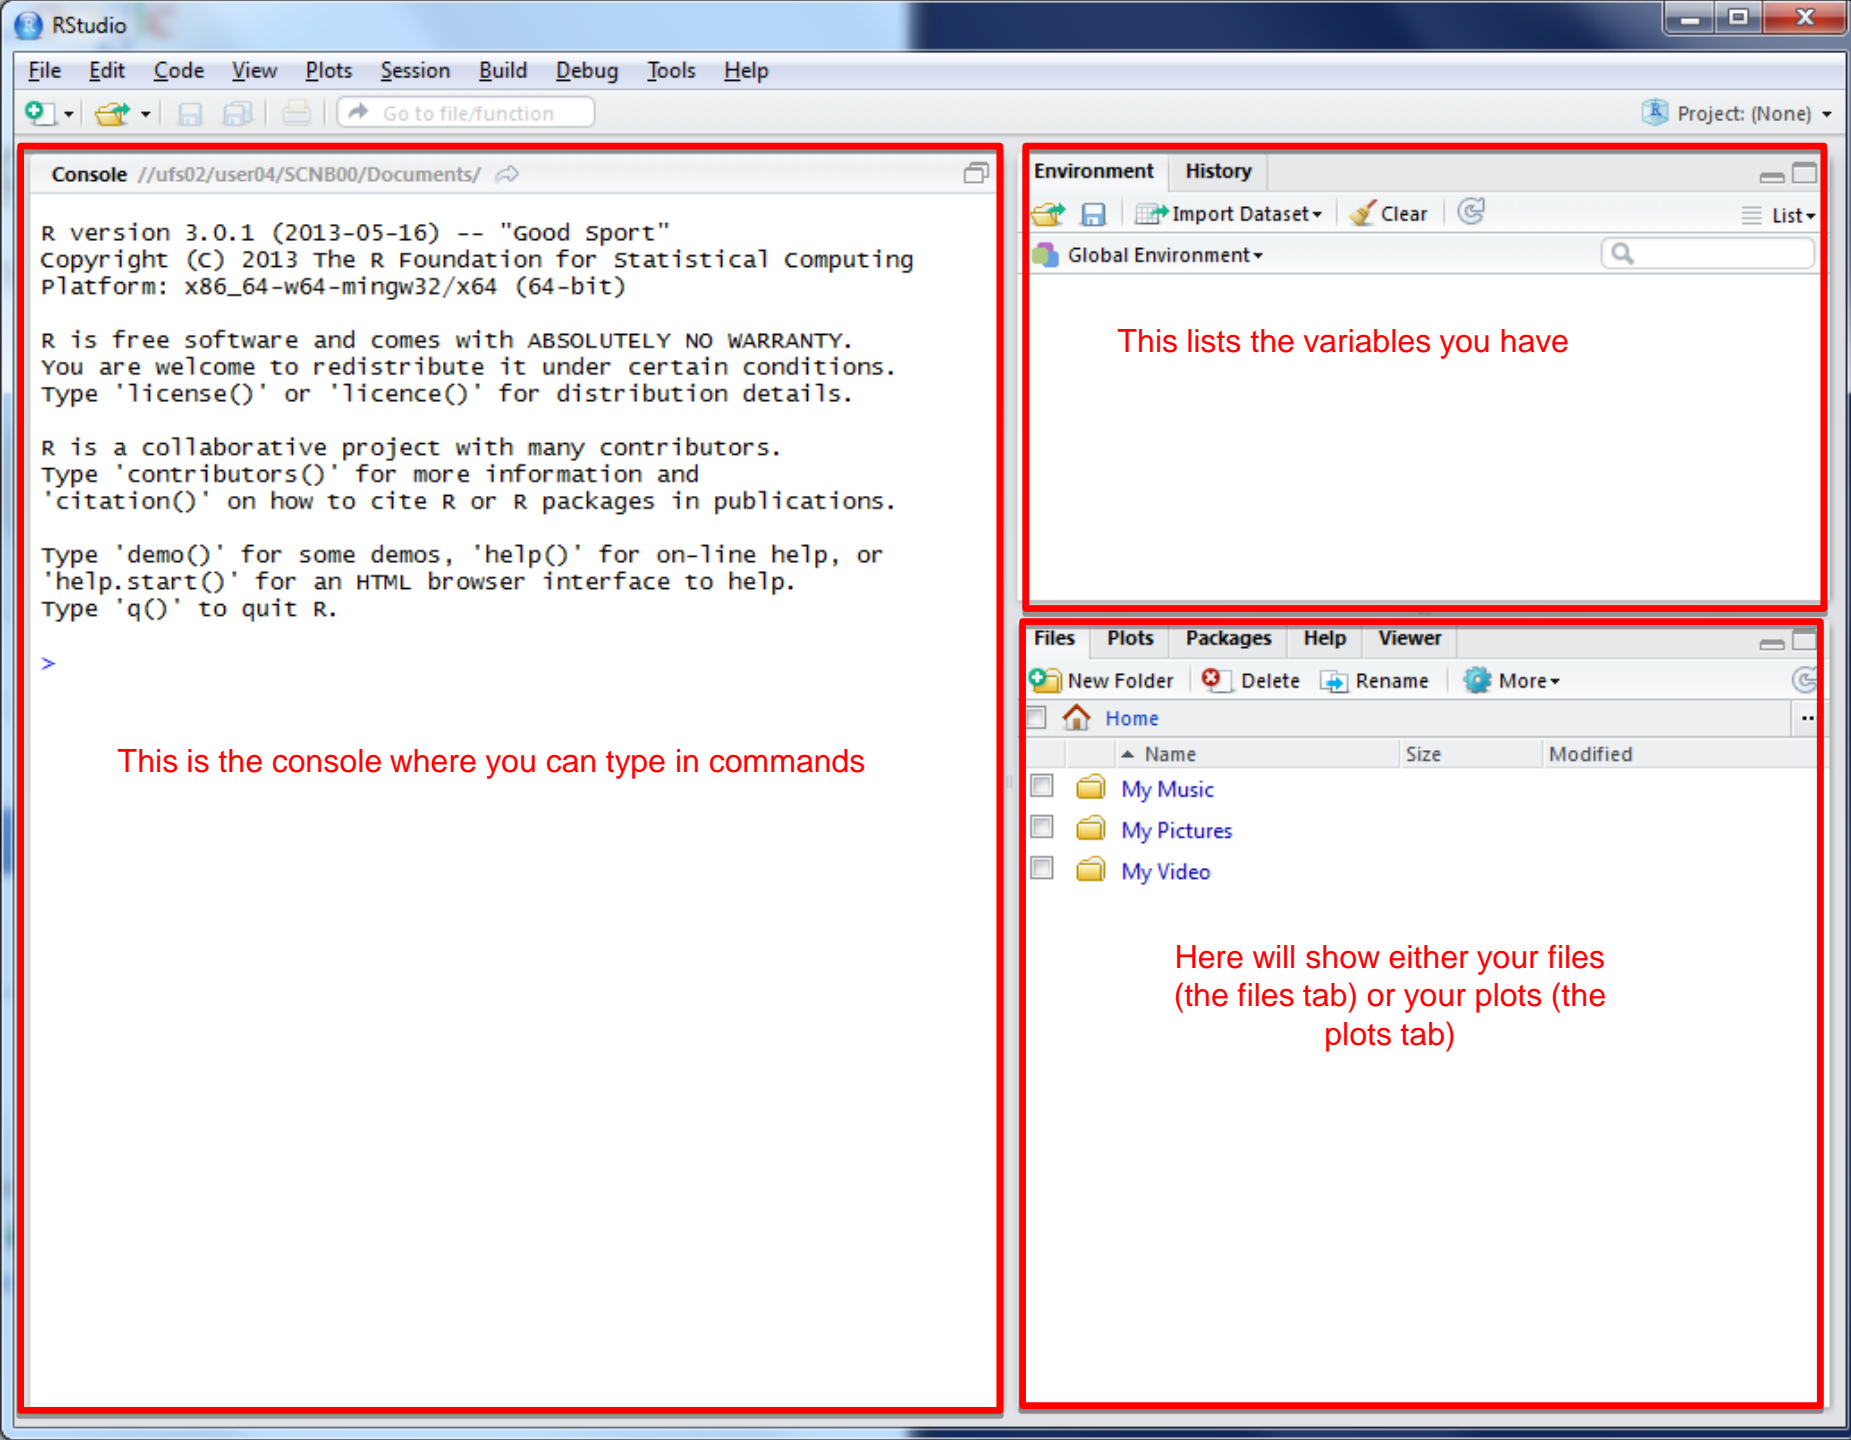 RStudio
File Edit Code View Plots Session Build Debug Tools Help
Go to file/function
Project: (None)
Console //ufs02/user04/SCNB00/Documents/
R version 3.0.1 (2013-05-16) -- "Good Sport"
Copyright (C) 2013 The R Foundation for Statistical Computing
Platform: x86_64-w64-mingw32/x64 (64-bit)
R is free software and comes with ABSOLUTELY NO WARRANTY.
You are welcome to redistribute it under certain conditions.
Type 'license()' or 'licence()' for distribution details.
R is a collaborative project with many contributors.
Type 'contributors()' for more information and
'citation()' on how to cite R or R packages in publications.
Type 'demo()' for some demos, 'help()' for on-line help, or
'help.start()' for an HTML browser interface to help.
Type 'q()' to quit R.
>
This is the console where you can type in commands
Environment History
Import Dataset Clear List
Global Environment
This lists the variables you have
Files Plots Packages Help Viewer
New Folder Delete Rename More
Home ...
Name Size Modified
My Music
My Pictures
My Video
Here will show either your files
(the files tab) or your plots (the
plots tab)